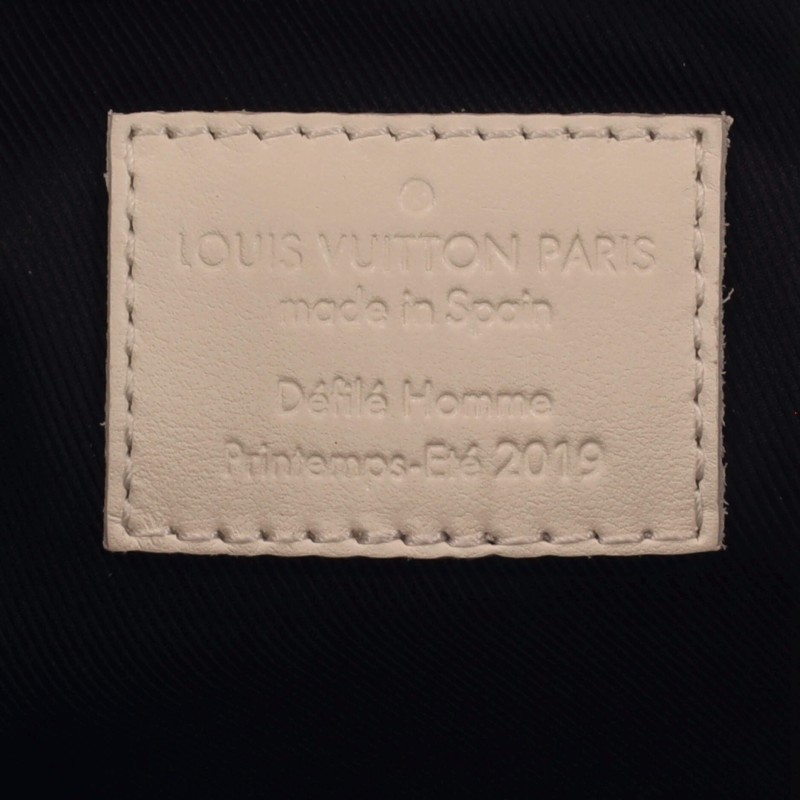 LOUIS VUITTON PARIS
made in Spain
Défilé Homme
Printemps-Eté 2019